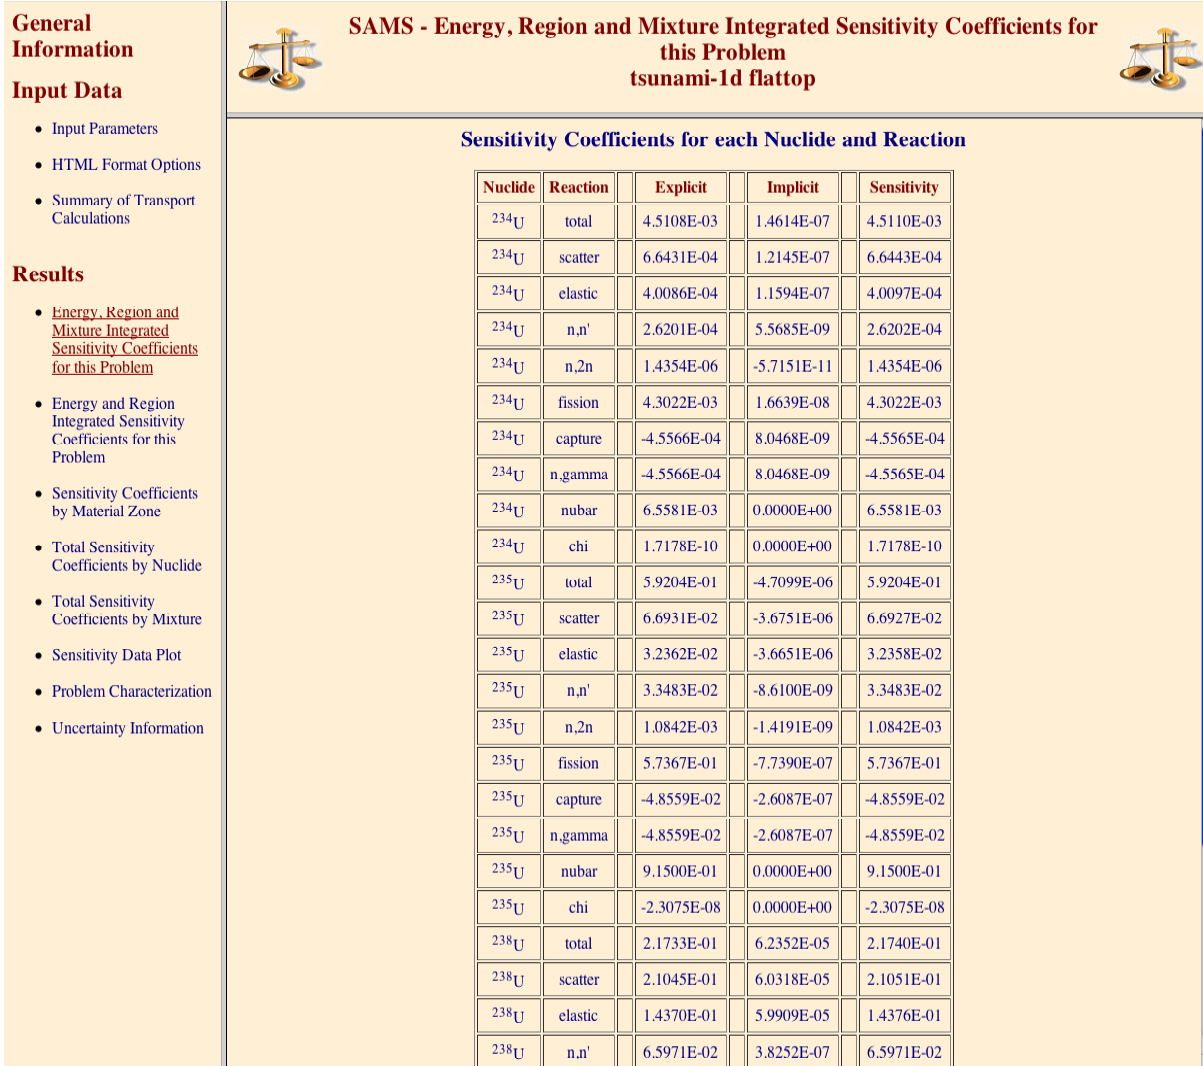 General
Information
Input Data
Input Parameters
HTML Format Options
Summary of Transport
Calculations
Results
Energy, Region and
Mixture Integrated
Sensitivity Coefficients
for this Problem
Energy and Region
Integrated Sensitivity
Coefficients for this
Problem
Sensitivity Coefficients
by Material Zone
Total Sensitivity
Coefficients by Nuclide
Total Sensitivity
Coefficients by Mixture
Sensitivity Data Plot
Problem Characterization
Uncertainty Information
SAMS - Energy, Region and Mixture Integrated Sensitivity Coefficients for
this Problem
tsunami-1d flattop
Sensitivity Coefficients for each Nuclide and Reaction
Nuclide Reaction Explicit Implicit Sensitivity
234U total 4.5108E-03 1.4614E-07 4.5110E-03
234U scatter 6.6431E-04 1.2145E-07 6.6443E-04
234U elastic 4.0086E-04 1.1594E-07 4.0097E-04
234U n,n' 2.6201E-04 5.5685E-09 2.6202E-04
234U n,2n 1.4354E-06 -5.7151E-11 1.4354E-06
234U fission 4.3022E-03 1.6639E-08 4.3022E-03
234U capture -4.5566E-04 8.0468E-09 -4.5565E-04
234U n,gamma -4.5566E-04 8.0468E-09 -4.5565E-04
234U nubar 6.5581E-03 0.0000E+00 6.5581E-03
234U chi 1.7178E-10 0.0000E+00 1.7178E-10
235U total 5.9204E-01 -4.7099E-06 5.9204E-01
235U scatter 6.6931E-02 -3.6751E-06 6.6927E-02
235U elastic 3.2362E-02 -3.6651E-06 3.2358E-02
235U n,n' 3.3483E-02 -8.6100E-09 3.3483E-02
235U n,2n 1.0842E-03 -1.4191E-09 1.0842E-03
235U fission 5.7367E-01 -7.7390E-07 5.7367E-01
235U capture -4.8559E-02 -2.6087E-07 -4.8559E-02
235U n,gamma -4.8559E-02 -2.6087E-07 -4.8559E-02
235U nubar 9.1500E-01 0.0000E+00 9.1500E-01
235U chi -2.3075E-08 0.0000E+00 -2.3075E-08
238U total 2.1733E-01 6.2352E-05 2.1740E-01
238U scatter 2.1045E-01 6.0318E-05 2.1051E-01
238U elastic 1.4370E-01 5.9909E-05 1.4376E-01
238U n,n' 6.5971E-02 3.8252E-07 6.5971E-02